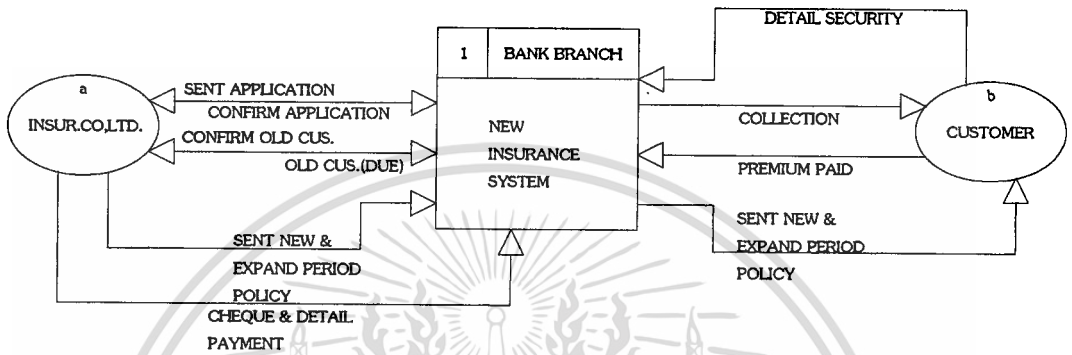 DETAIL SECURITY
1 BANK BRANCH
a
INSUR.CO,LTD.
SENT APPLICATION
CONFIRM APPLICATION
CONFIRM OLD CUS.
OLD CUS.(DUE)
NEW
INSURANCE
SYSTEM
COLLECTION
PREMIUM PAID
b
CUSTOMER
SENT NEW &
EXPAND PERIOD
POLICY
CHEQUE & DETAIL
PAYMENT
SENT NEW &
EXPAND PERIOD
POLICY